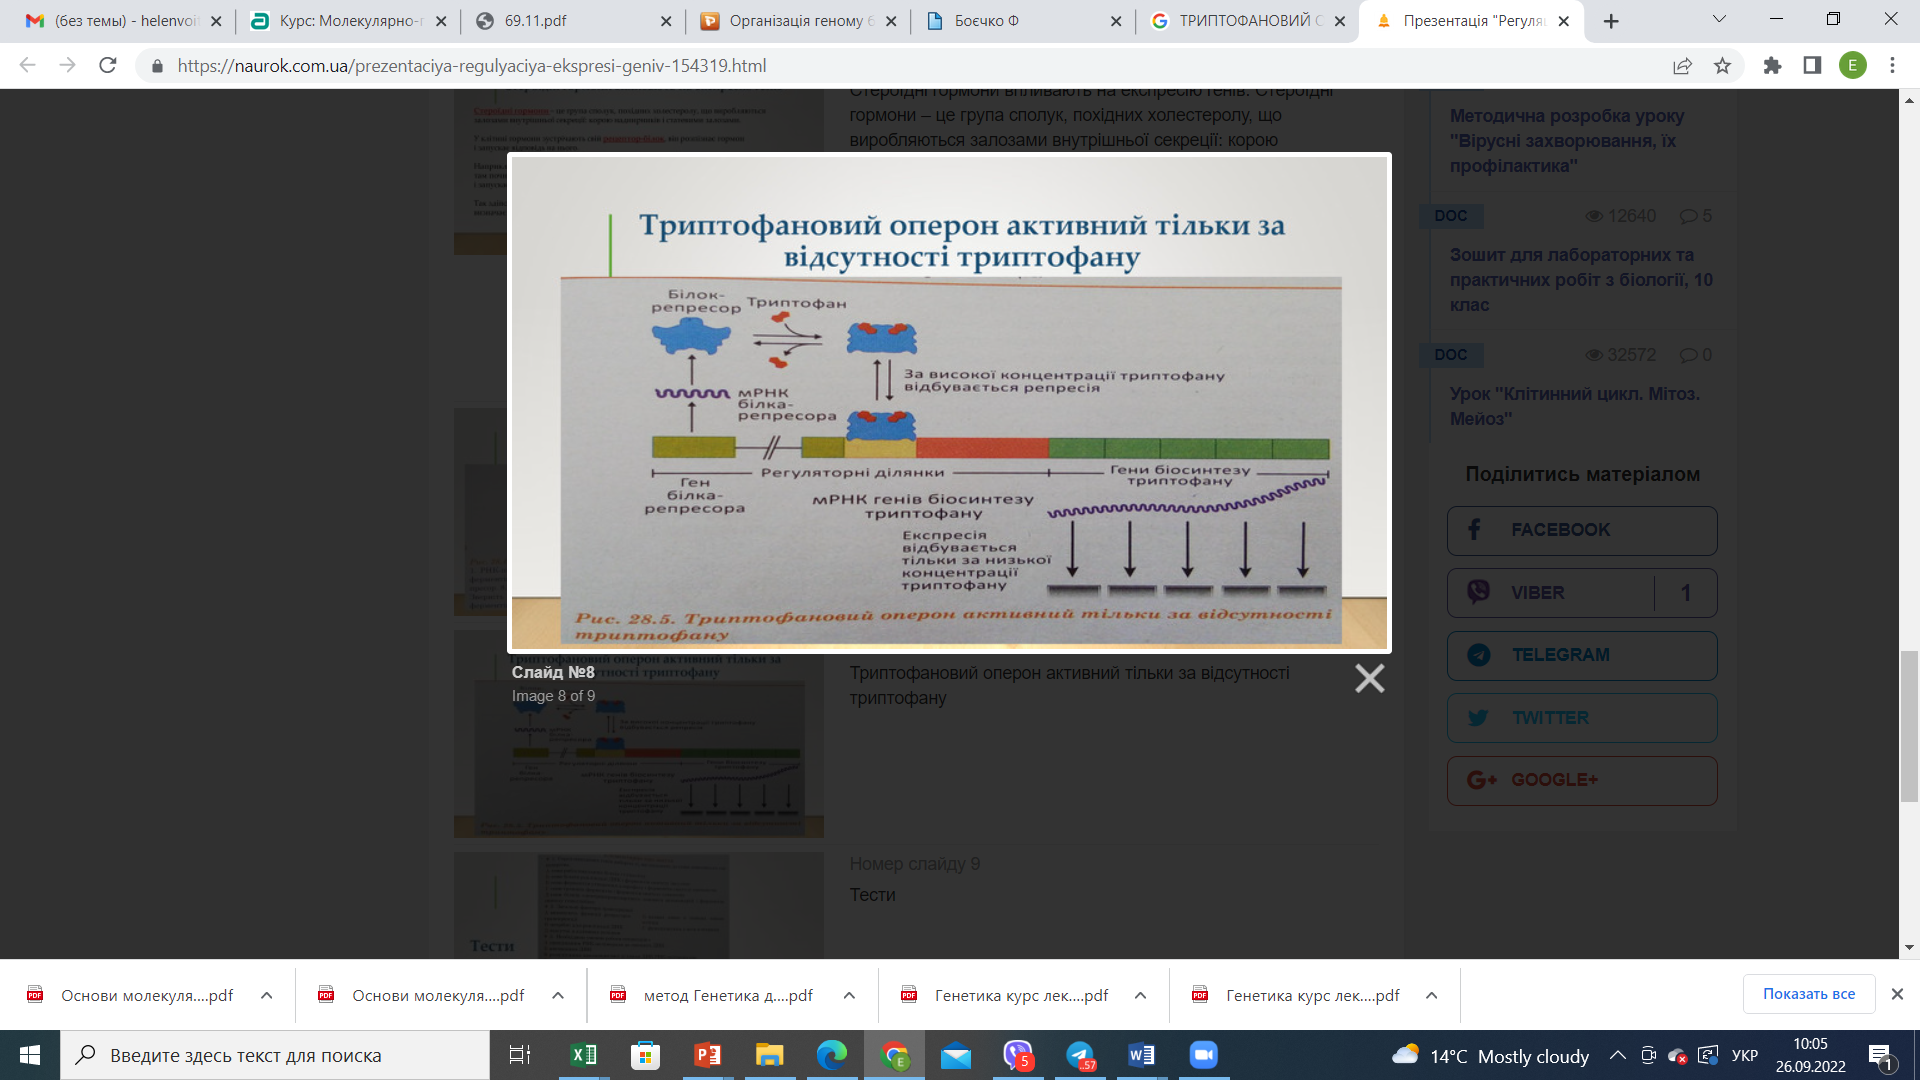 (без темы) - helenvoi
Курс: Молекулярно-г
69.11.pdf
Організація геному б
Боєчко Ф
ТРИПТОФАНОВИЙ О
Презентація "Регуля
https://naurok.com.ua/prezentaciya-regulyaciya-ekspresi-geniv-154319.html
E
Стероїдні гормони впливають на експресію генів. Стероїдні
гормони – це група сполук, похідних холестеролу, що
виробляються залозами внутрішньої секреції: корою
Методична розробка уроку
"Вірусні захворювання, їх
профілактика"
DOC
12640
5
Зошит для лабораторних та
практичних робіт з біології, 10
клас
DOC
32572
0
Урок "Клітинний цикл. Мітоз.
Мейоз"
Поділитись матеріалом
FACEBOOK
VIBER
1
TELEGRAM
TWITTER
G+ GOOGLE+
Триптофановий оперон активний тільки за
відсутності триптофану
Білок-
репресор
Триптофан
За високої концентрації триптофану
відбувається репресія
мРНК
білка-
репресора
Регуляторні ділянки
Гени біосинтезу
триптофану
Ген
білка-
репресора
мРНК генів біосинтезу
триптофану
Експресія
відбувається
тільки за низької
концентрації
триптофану
Рис. 28.5. Триптофановий оперон активний тільки за відсутності
триптофану
Слайд №8
Image 8 of 9
Триптофановий оперон активний тільки за відсутності
триптофану
Номер слайду 9
Тести
Тести
Основи молекуля....pdf
Основи молекуля....pdf
метод Генетика д....pdf
Генетика курс лек....pdf
Генетика курс лек....pdf
Показать все
Введите здесь текст для поиска
5
..57
14°C Mostly cloudy
УКР
10:05
26.09.2022
1